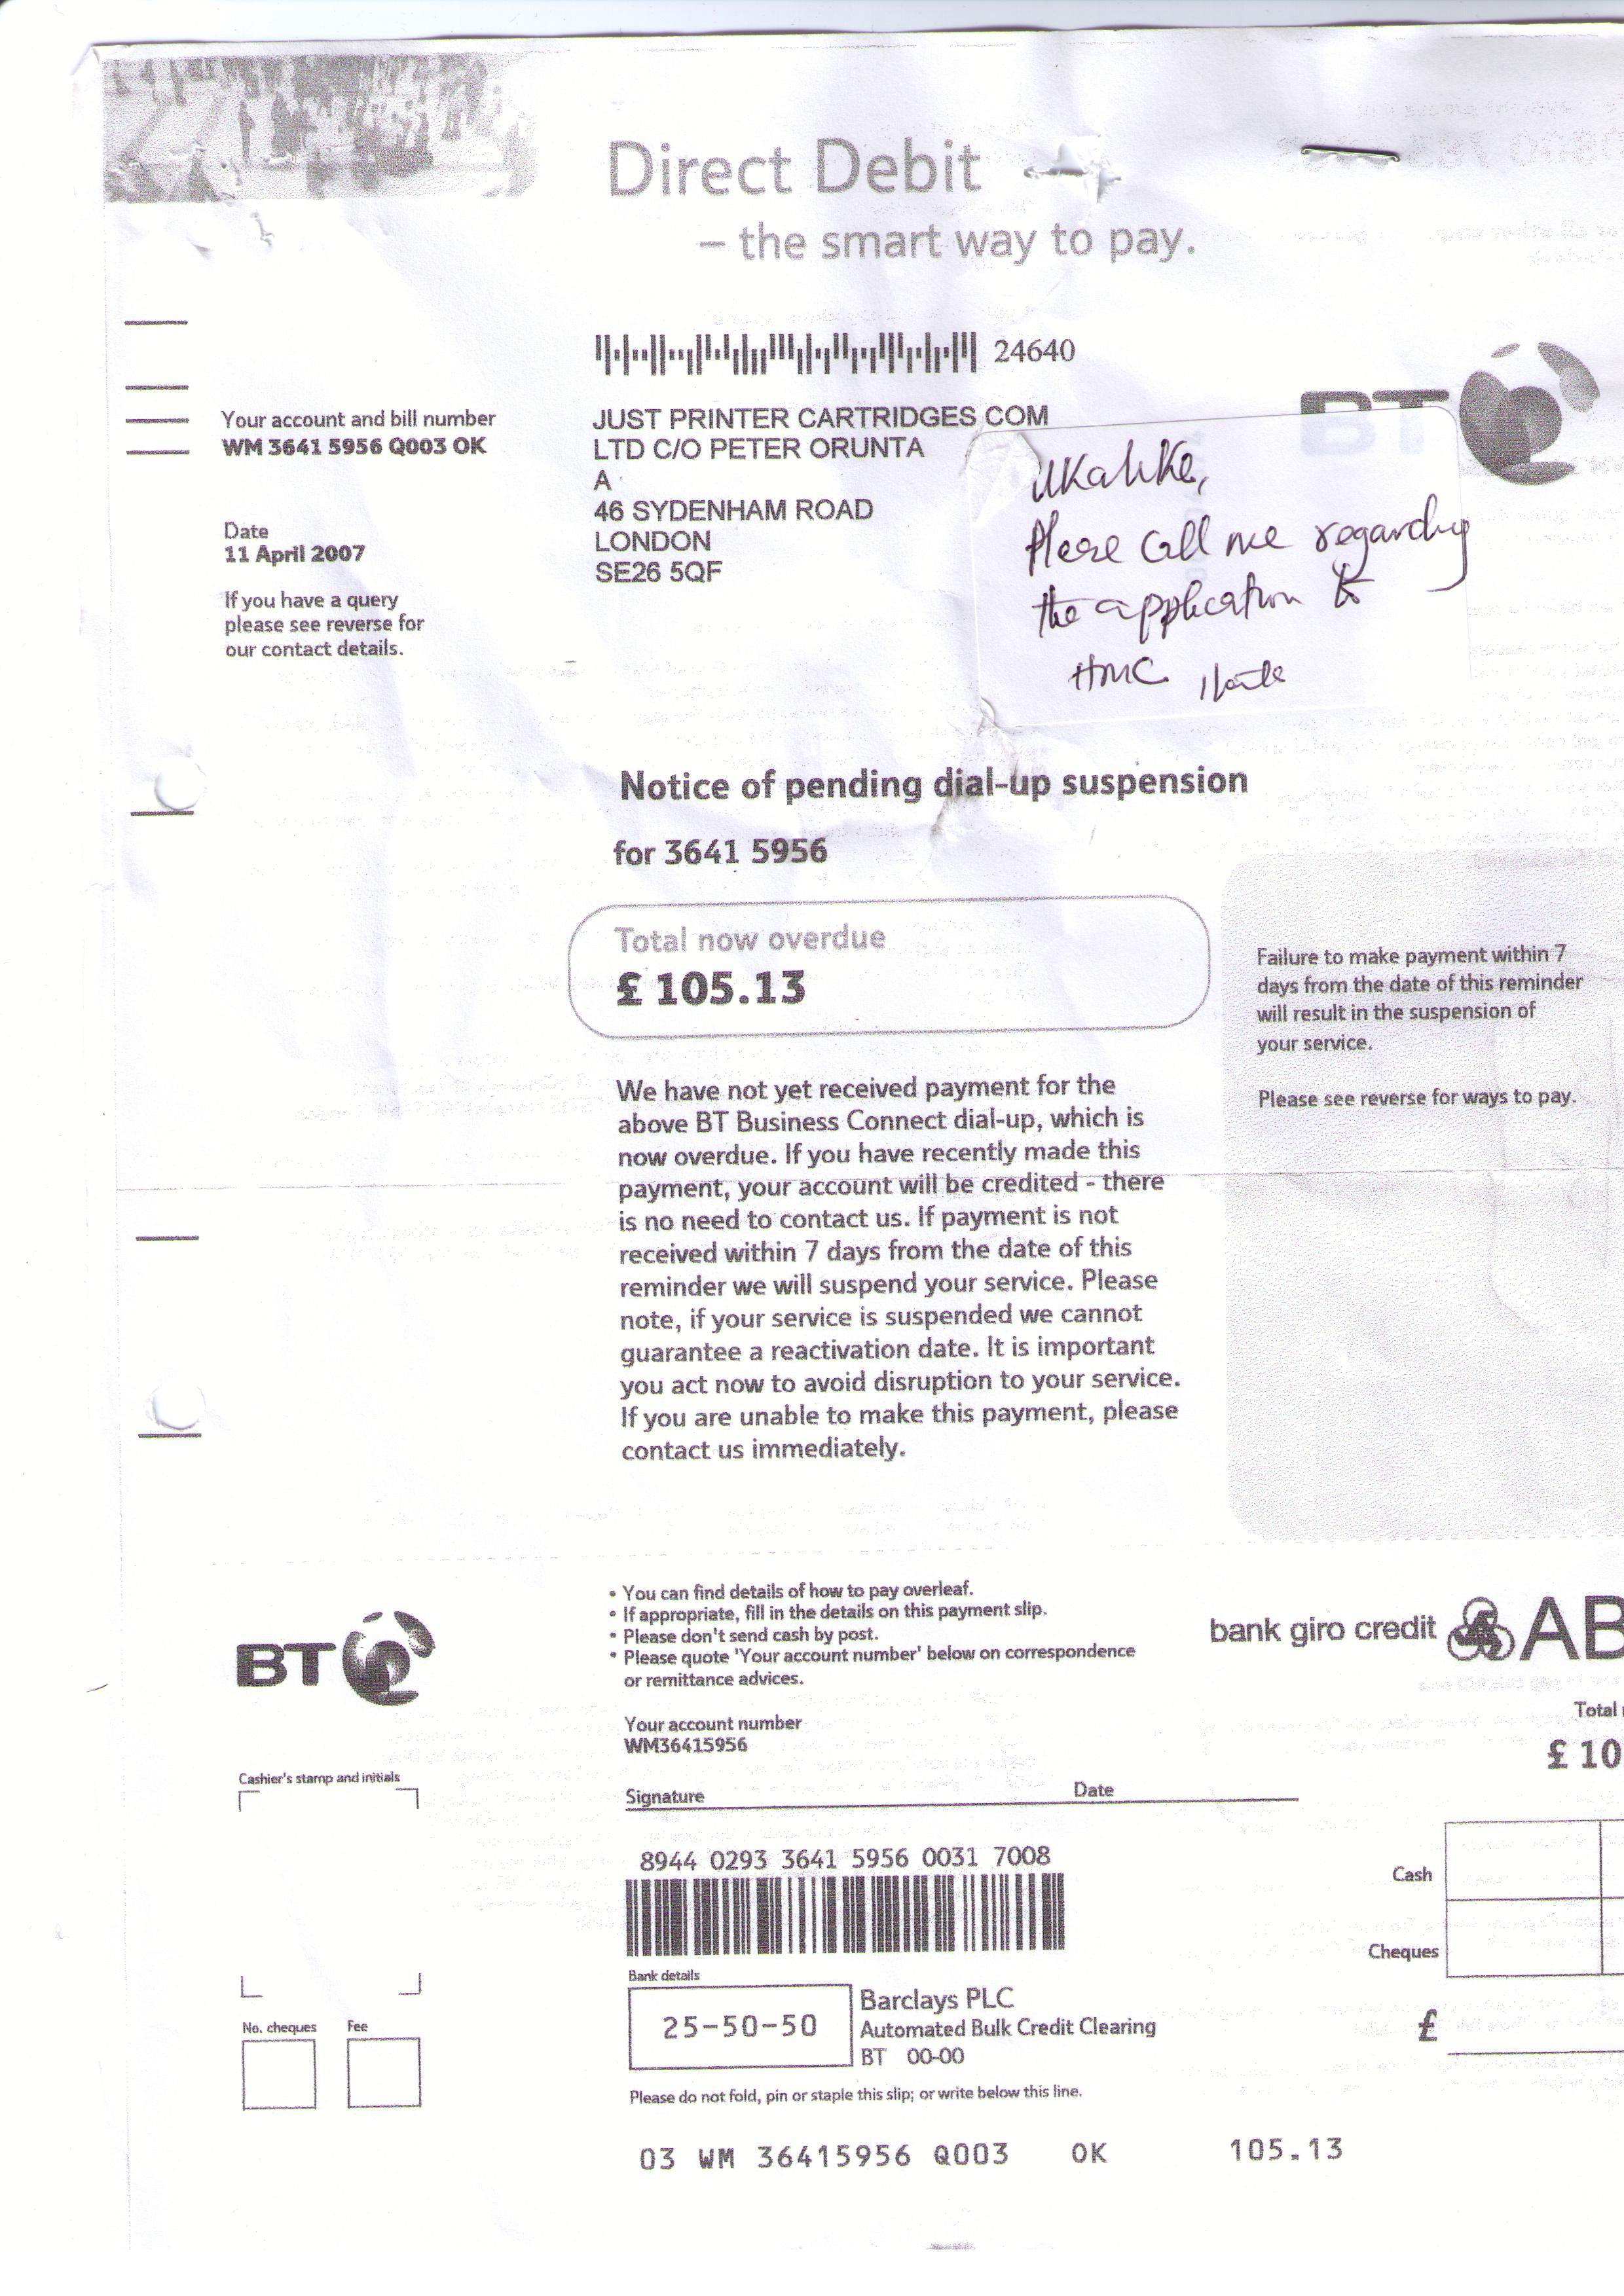 Direct Debit
– the smart way to pay.
24640
BT
Your account and bill number
WM 3641 5956 Q003 OK
Date
11 April 2007
If you have a query
please see reverse for
our contact details.
JUST PRINTER CARTRIDGES COM
LTD C/O PETER ORUNTA
A
46 SYDENHAM ROAD
LONDON
SE26 5QF
Please call me regarding
the application to
HMC
Notice of pending dial-up suspension
for 3641 5956
Total now overdue
£ 105.13
Failure to make payment within 7
days from the date of this reminder
will result in the suspension of
your service.
Please see reverse for ways to pay.
We have not yet received payment for the
above BT Business Connect dial-up, which is
now overdue. If you have recently made this
payment, your account will be credited - there
is no need to contact us. If payment is not
received within 7 days from the date of this
reminder we will suspend your service. Please
note, if your service is suspended we cannot
guarantee a reactivation date. It is important
you act now to avoid disruption to your service.
If you are unable to make this payment, please
contact us immediately.
BT
• You can find details of how to pay overleaf.
• If appropriate, fill in the details on this payment slip.
• Please don't send cash by post.
• Please quote 'Your account number' below on correspondence
or remittance advices.
bank giro credit AB
Your account number
WM36415956
Total
£ 10
Cashier's stamp and initials
Signature Date
8944 0293 3641 5956 0031 7008
Cash
Cheques
£
Bank details
25-50-50
Barclays PLC
Automated Bulk Credit Clearing
BT 00-00
No. cheques Fee
Please do not fold, pin or staple this slip; or write below this line.
03 WM 36415956 Q003 OK 105.13